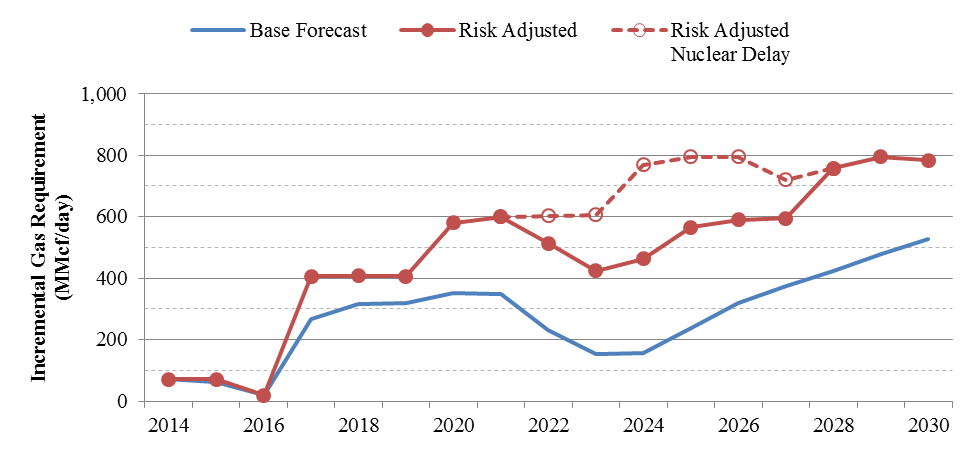 Base Forecast
Risk Adjusted
Risk Adjusted
Nuclear Delay
Incremental Gas Requirement
(MMcf/day)
1,000
800
600
400
200
0
2014 2016 2018 2020 2022 2024 2026 2028 2030